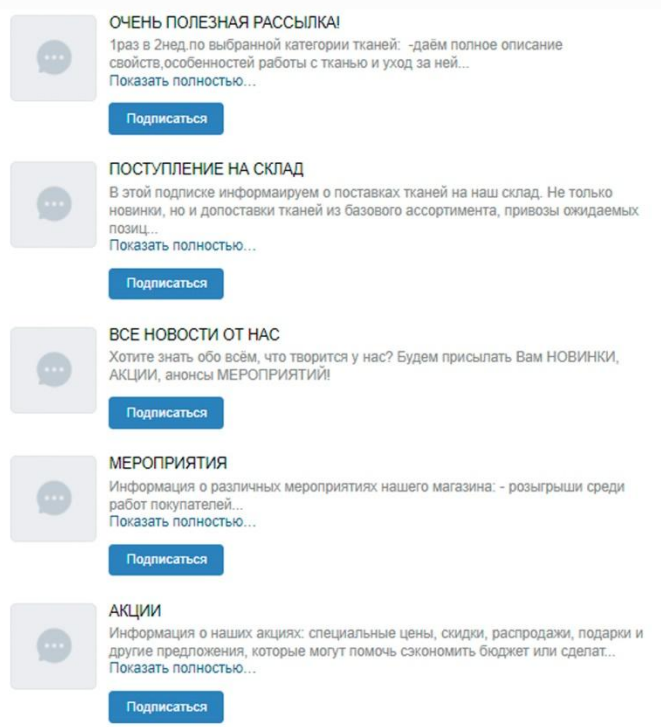 ОЧЕНЬ ПОЛЕЗНАЯ РАССЫЛКА!
1раз в 2нед.по выбранной категории тканей: -даём полное описание
свойств,особенностей работы с тканью и уход за ней...
Показать полностью...
Подписаться
ПОСТУПЛЕНИЕ НА СКЛАД
В этой подписке информаируем о поставках тканей на наш склад. Не только
новинки, но и допоставки тканей из базового ассортимента, привозы ожидаемых
позиц...
Показать полностью...
Подписаться
ВСЕ НОВОСТИ ОТ НАС
Хотите знать обо всём, что творится у нас? Будем присылать Вам НОВИНКИ,
АКЦИИ, анонсы МЕРОПРИЯТИЙ!
Подписаться
МЕРОПРИЯТИЯ
Информация о различных мероприятиях нашего магазина: - розыгрыши среди
работ покупателей...
Показать полностью...
Подписаться
АКЦИИ
Информация о наших акциях: специальные цены, скидки, распродажи, подарки и
другие предложения, которые могут помочь сэкономить бюджет или сделат...
Показать полностью...
Подписаться